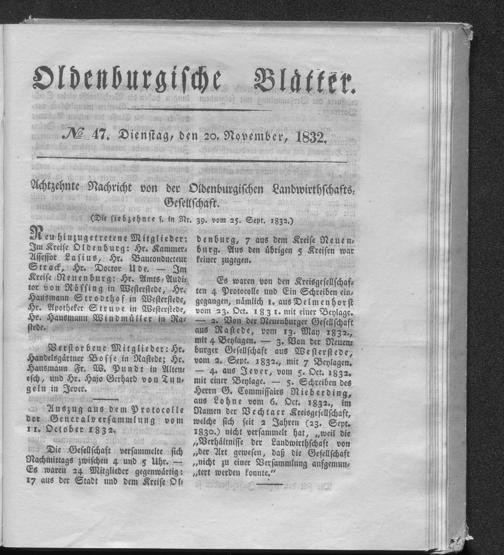 Oldenburgische Blätter.
№ 47. Dienstag, den 20. November, 1832.
Achtzehnte Nachricht von der Oldenburgischen Landwirthschafts-
Gesellschaft.
(Die siebzehnte s. in Nr. 39. vom 25. Sept. 1832.)
Neuhinzugetretene Mitglieder:
Im Kreise Oldenburg: Hr. Kammer-
Assessor Lasius, Hr. Bauconducteur
Strack, Hr. Doctor Ude. — Im
Kreise Neuenburg: Hr. Amts-Audi-
tor von Rössing in Westerstede, Hr.
Hausmann Strodthof in Westerstede,
Hr. Apotheker Struve in Westerstede,
Hr. Hausmann Windmüller in Ra-
stede.
Verstorbene Mitglieder: Hr.
Handelsgärtner Bosse in Rastede; Hr.
Hausmann Fr. W. Pundt in Alten-
esch, und Hr. Hajo Gerhard von Tun-
geln in Jever.
Auszug aus dem Protocolle
der Generalversammlung vom
11. October 1832.
Die Gesellschaft versammelte sich
Nachmittags zwischen 4 und 5 Uhr. —
Es waren 24 Mitglieder gegenwärtig:
17 aus der Stadt und dem Kreise Ol-
denburg, 7 aus dem Kreise Neuen-
burg. Aus den übrigen 5 Kreisen war
keiner zugegen.
Es waren von den Kreisgesellschaf-
ten 4 Protocolle und Ein Schreiben ein-
gegangen, nämlich 1. aus Delmenhorst
vom 23. Oct. 1831. mit einer Beylage.
— 2. Von der Neuenburger Gesellschaft
aus Rastede, vom 13. May 1832.,
mit 4 Beylagen. — 3. Von der Neuen-
burger Gesellschaft aus Westerstede,
vom 2. Sept. 1832, mit 7 Beylagen.
— 4. aus Jever, vom 5. Oct. 1832.
mit einer Beylage. — 5. Schreiben des
Herrn G. Commissairs Nieberding,
aus Lohne vom 6. Oct. 1832., im
Namen der Vechtaer Kreisgesellschaft,
welche sich seit 2 Jahren (23. Sept.
1830.) nicht versammelt hat, „weil die
„Verhältnisse der Landwirthschaft von
„der Art gewesen, daß die Gesellschaft
„nicht zu einer Versammlung aufgemun-
„tert werden konnte.“